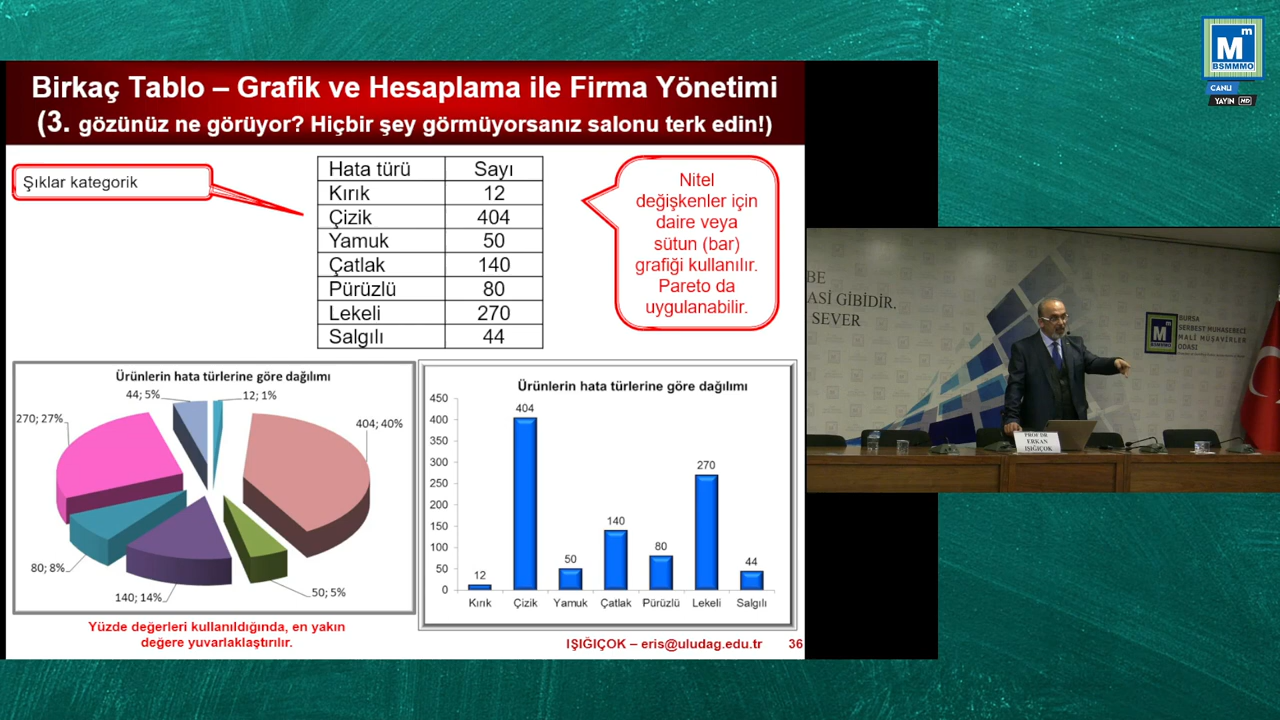 Mm
BSMMMO
CANLI
YAYIN HD
Birkaç Tablo – Grafik ve Hesaplama ile Firma Yönetimi
(3. gözünüz ne görüyor? Hiçbir şey görmüyorsanız salonu terk edin!)
Şıklar kategorik
Hata türü Sayı
Kırık 12
Çizik 404
Yamuk 50
Çatlak 140
Pürüzlü 80
Lekeli 270
Salgılı 44
Nitel
değişkenler için
daire veya
sütun (bar)
grafiği kullanılır.
Pareto da
uygulanabilir.
Ürünlerin hata türlerine göre dağılımı
44; 5%
12; 1%
270; 27%
404; 40%
80; 8%
140; 14%
50; 5%
Yüzde değerleri kullanıldığında, en yakın
değere yuvarlaklaştırılır.
Ürünlerin hata türlerine göre dağılımı
450
400
350
300
250
200
150
100
50
0
12
404
50
140
80
270
44
Kırık Çizik Yamuk Çatlak Pürüzlü Lekeli Salgılı
IŞIĞIÇOK – eris@uludag.edu.tr 36
BE
ASİ GİBİDİR.
SEVER
Mm
BSMMMO
BURSA
SERBEST MUHASEBECİ
MALİ MÜŞAVİRLER
ODASI
PROF DR
ERKAN
IŞIĞIÇOK